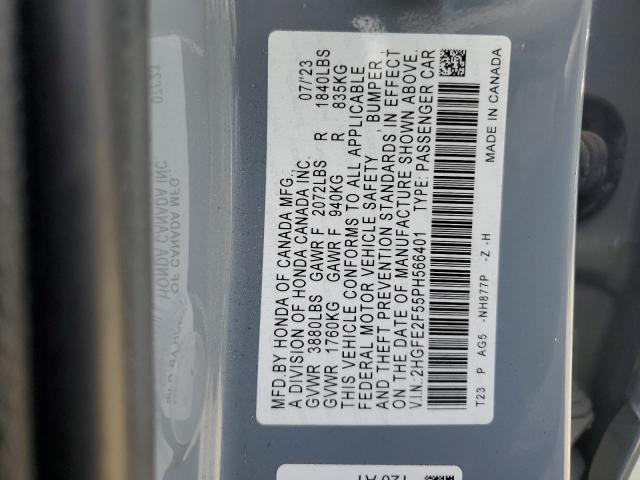 MFD.BY HONDA OF CANADA MFG.,
A DIVISION OF HONDA CANADA INC. 07/'23
GVWR 3880LBS GAWR F 2072LBS R 1840LBS
GVWR 1760KG GAWR F 940KG R 835KG
THIS VEHICLE CONFORMS TO ALL APPLICABLE
FEDERAL MOTOR VEHICLE SAFETY ,BUMPER,
AND THEFT PREVENTION STANDARDS IN EFFECT
ON THE DATE OF MANUFACTURE SHOWN ABOVE.
V.I.N.:2HGFE2F55PH566401 TYPE: PASSENGER CAR
T23 P AG5 -NH877P -Z -H MADE IN CANADA